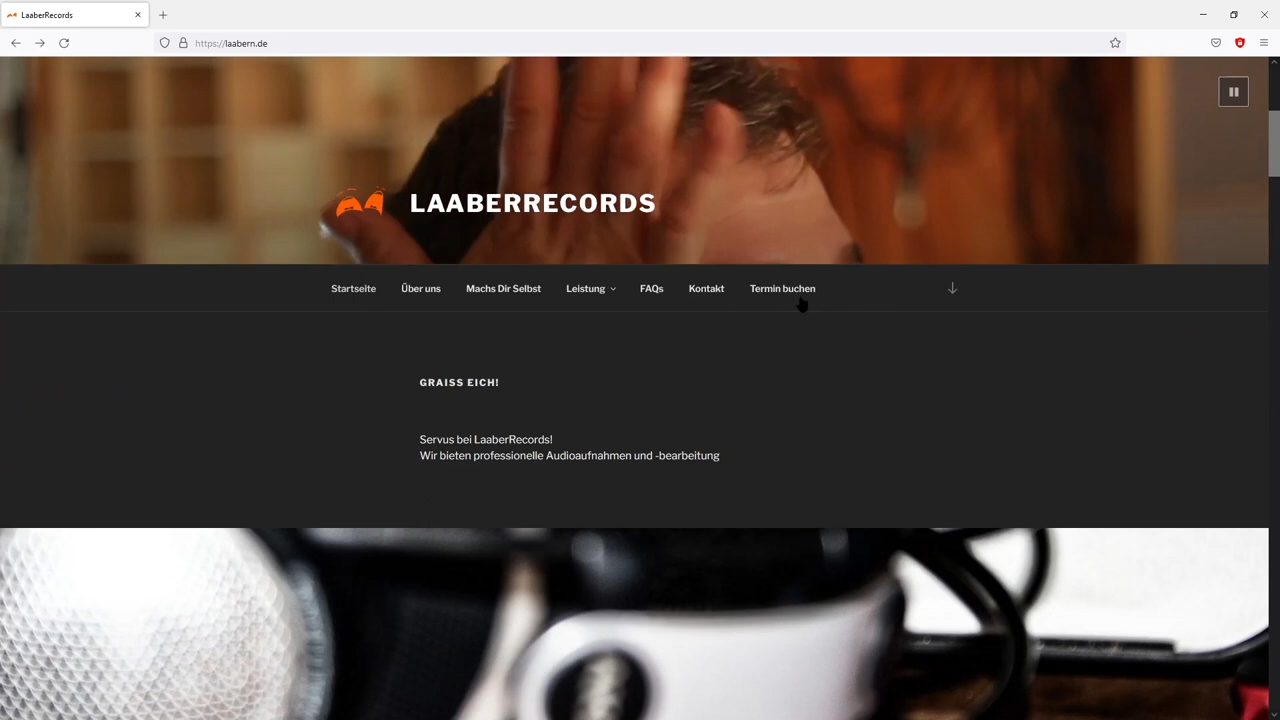 LaaberRecords
https://laabern.de
LAABERRECORDS
Startseite Über uns Machs Dir Selbst Leistung FAQs Kontakt Termin buchen
GRAISS EICH!
Servus bei LaaberRecords!
Wir bieten professionelle Audioaufnahmen und -bearbeitung